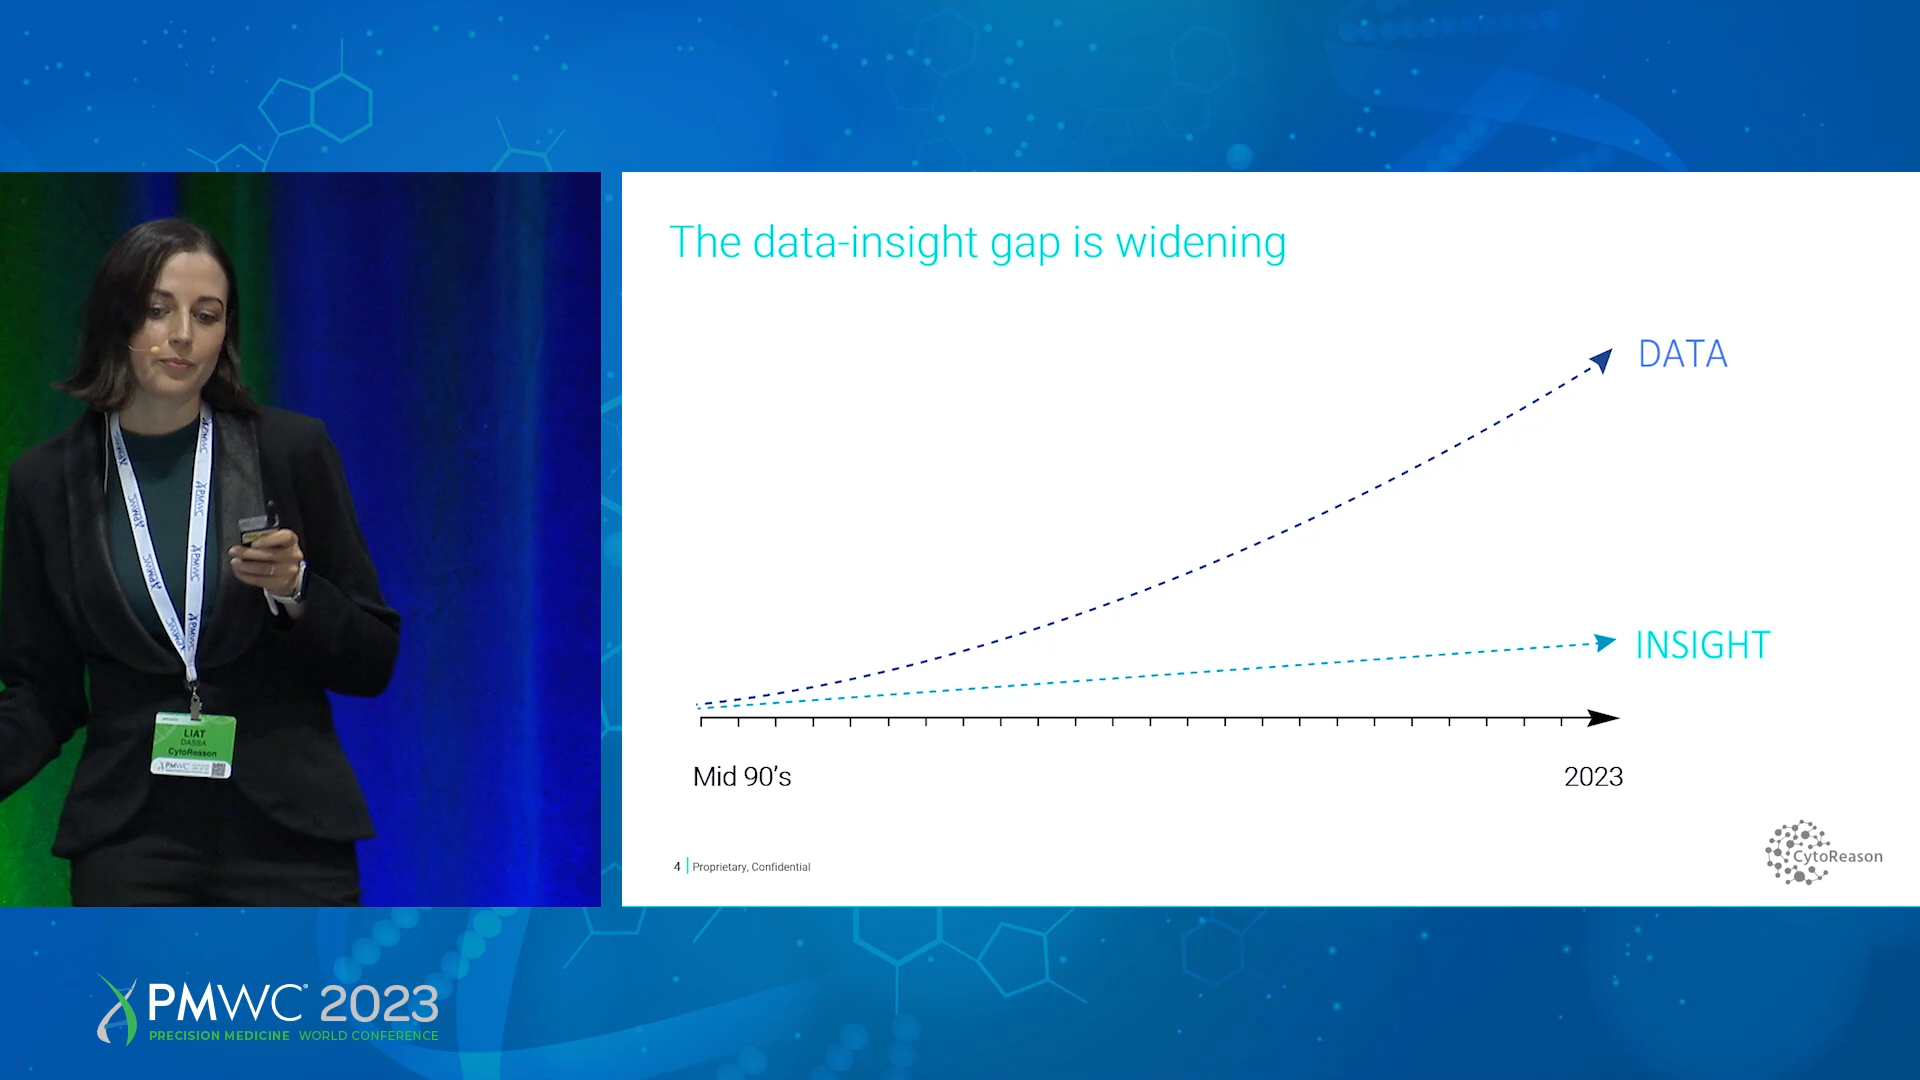 The data-insight gap is widening
DATA
INSIGHT
Mid 90's
2023
4 Proprietary, Confidential
CytoReason
LIAT
DASSA
CytoReason
PMWC
PMWC 2023
PRECISION MEDICINE WORLD CONFERENCE